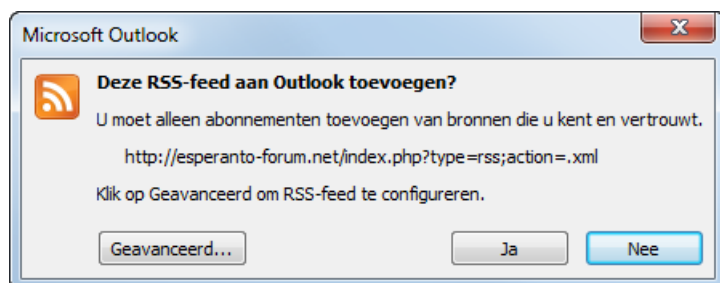 Microsoft Outlook
Deze RSS-feed aan Outlook toevoegen?
U moet alleen abonnementen toevoegen van bronnen die u kent en vertrouwt.
http://esperanto-forum.net/index.php?type=rss;action=.xml
Klik op Geavanceerd om RSS-feed te configureren.
Geavanceerd... Ja Nee